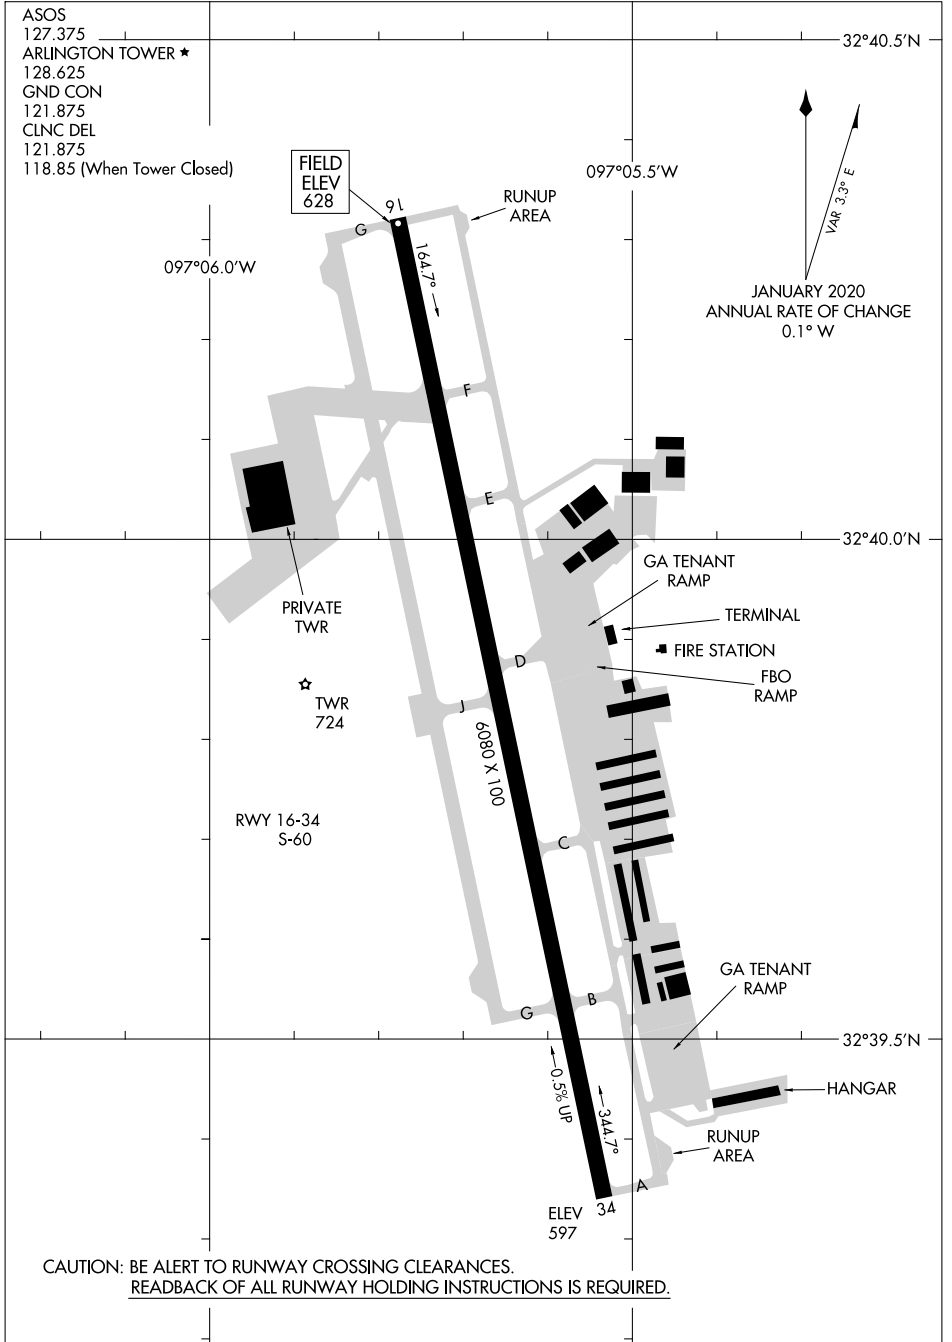 ASOS
127.375
ARLINGTON TOWER ★
128.625
GND CON
121.875
CLNC DEL
121.875
118.85 (When Tower Closed)
32°40.5'N
VAR 3.3° E
JANUARY 2020
ANNUAL RATE OF CHANGE
0.1° W
097°05.5'W
FIELD
ELEV
628
16
RUNUP
AREA
G
097°06.0'W
164.7°
F
E
32°40.0'N
GA TENANT
RAMP
PRIVATE
TWR
TERMINAL
FIRE STATION
D
FBO
RAMP
TWR
724
J
6080 X 100
RWY 16-34
S-60
C
GA TENANT
RAMP
B
G
32°39.5'N
0.5% UP
344.7°
HANGAR
RUNUP
AREA
A
34
ELEV
597
CAUTION: BE ALERT TO RUNWAY CROSSING CLEARANCES.
READBACK OF ALL RUNWAY HOLDING INSTRUCTIONS IS REQUIRED.